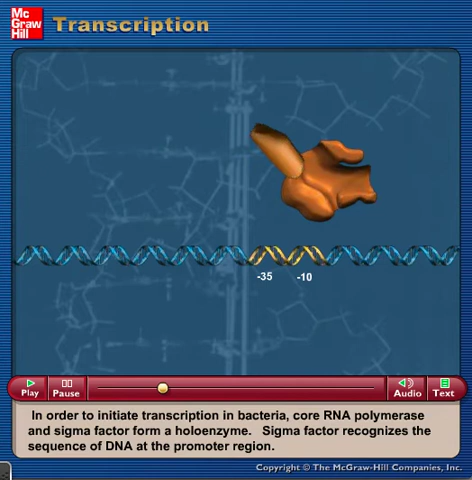 Mc
Graw
Hill
Transcription
-35 -10
Play
Pause
Audio
Text
In order to initiate transcription in bacteria, core RNA polymerase
and sigma factor form a holoenzyme. Sigma factor recognizes the
sequence of DNA at the promoter region.
Copyright © The McGraw-Hill Companies, Inc.